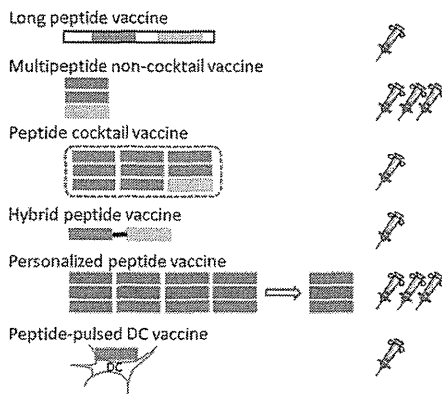 Long peptide vaccine
Multipeptide non-cocktail vaccine
Peptide cocktail vaccine
Hybrid peptide vaccine
Personalized peptide vaccine
Peptide-pulsed DC vaccine
DC